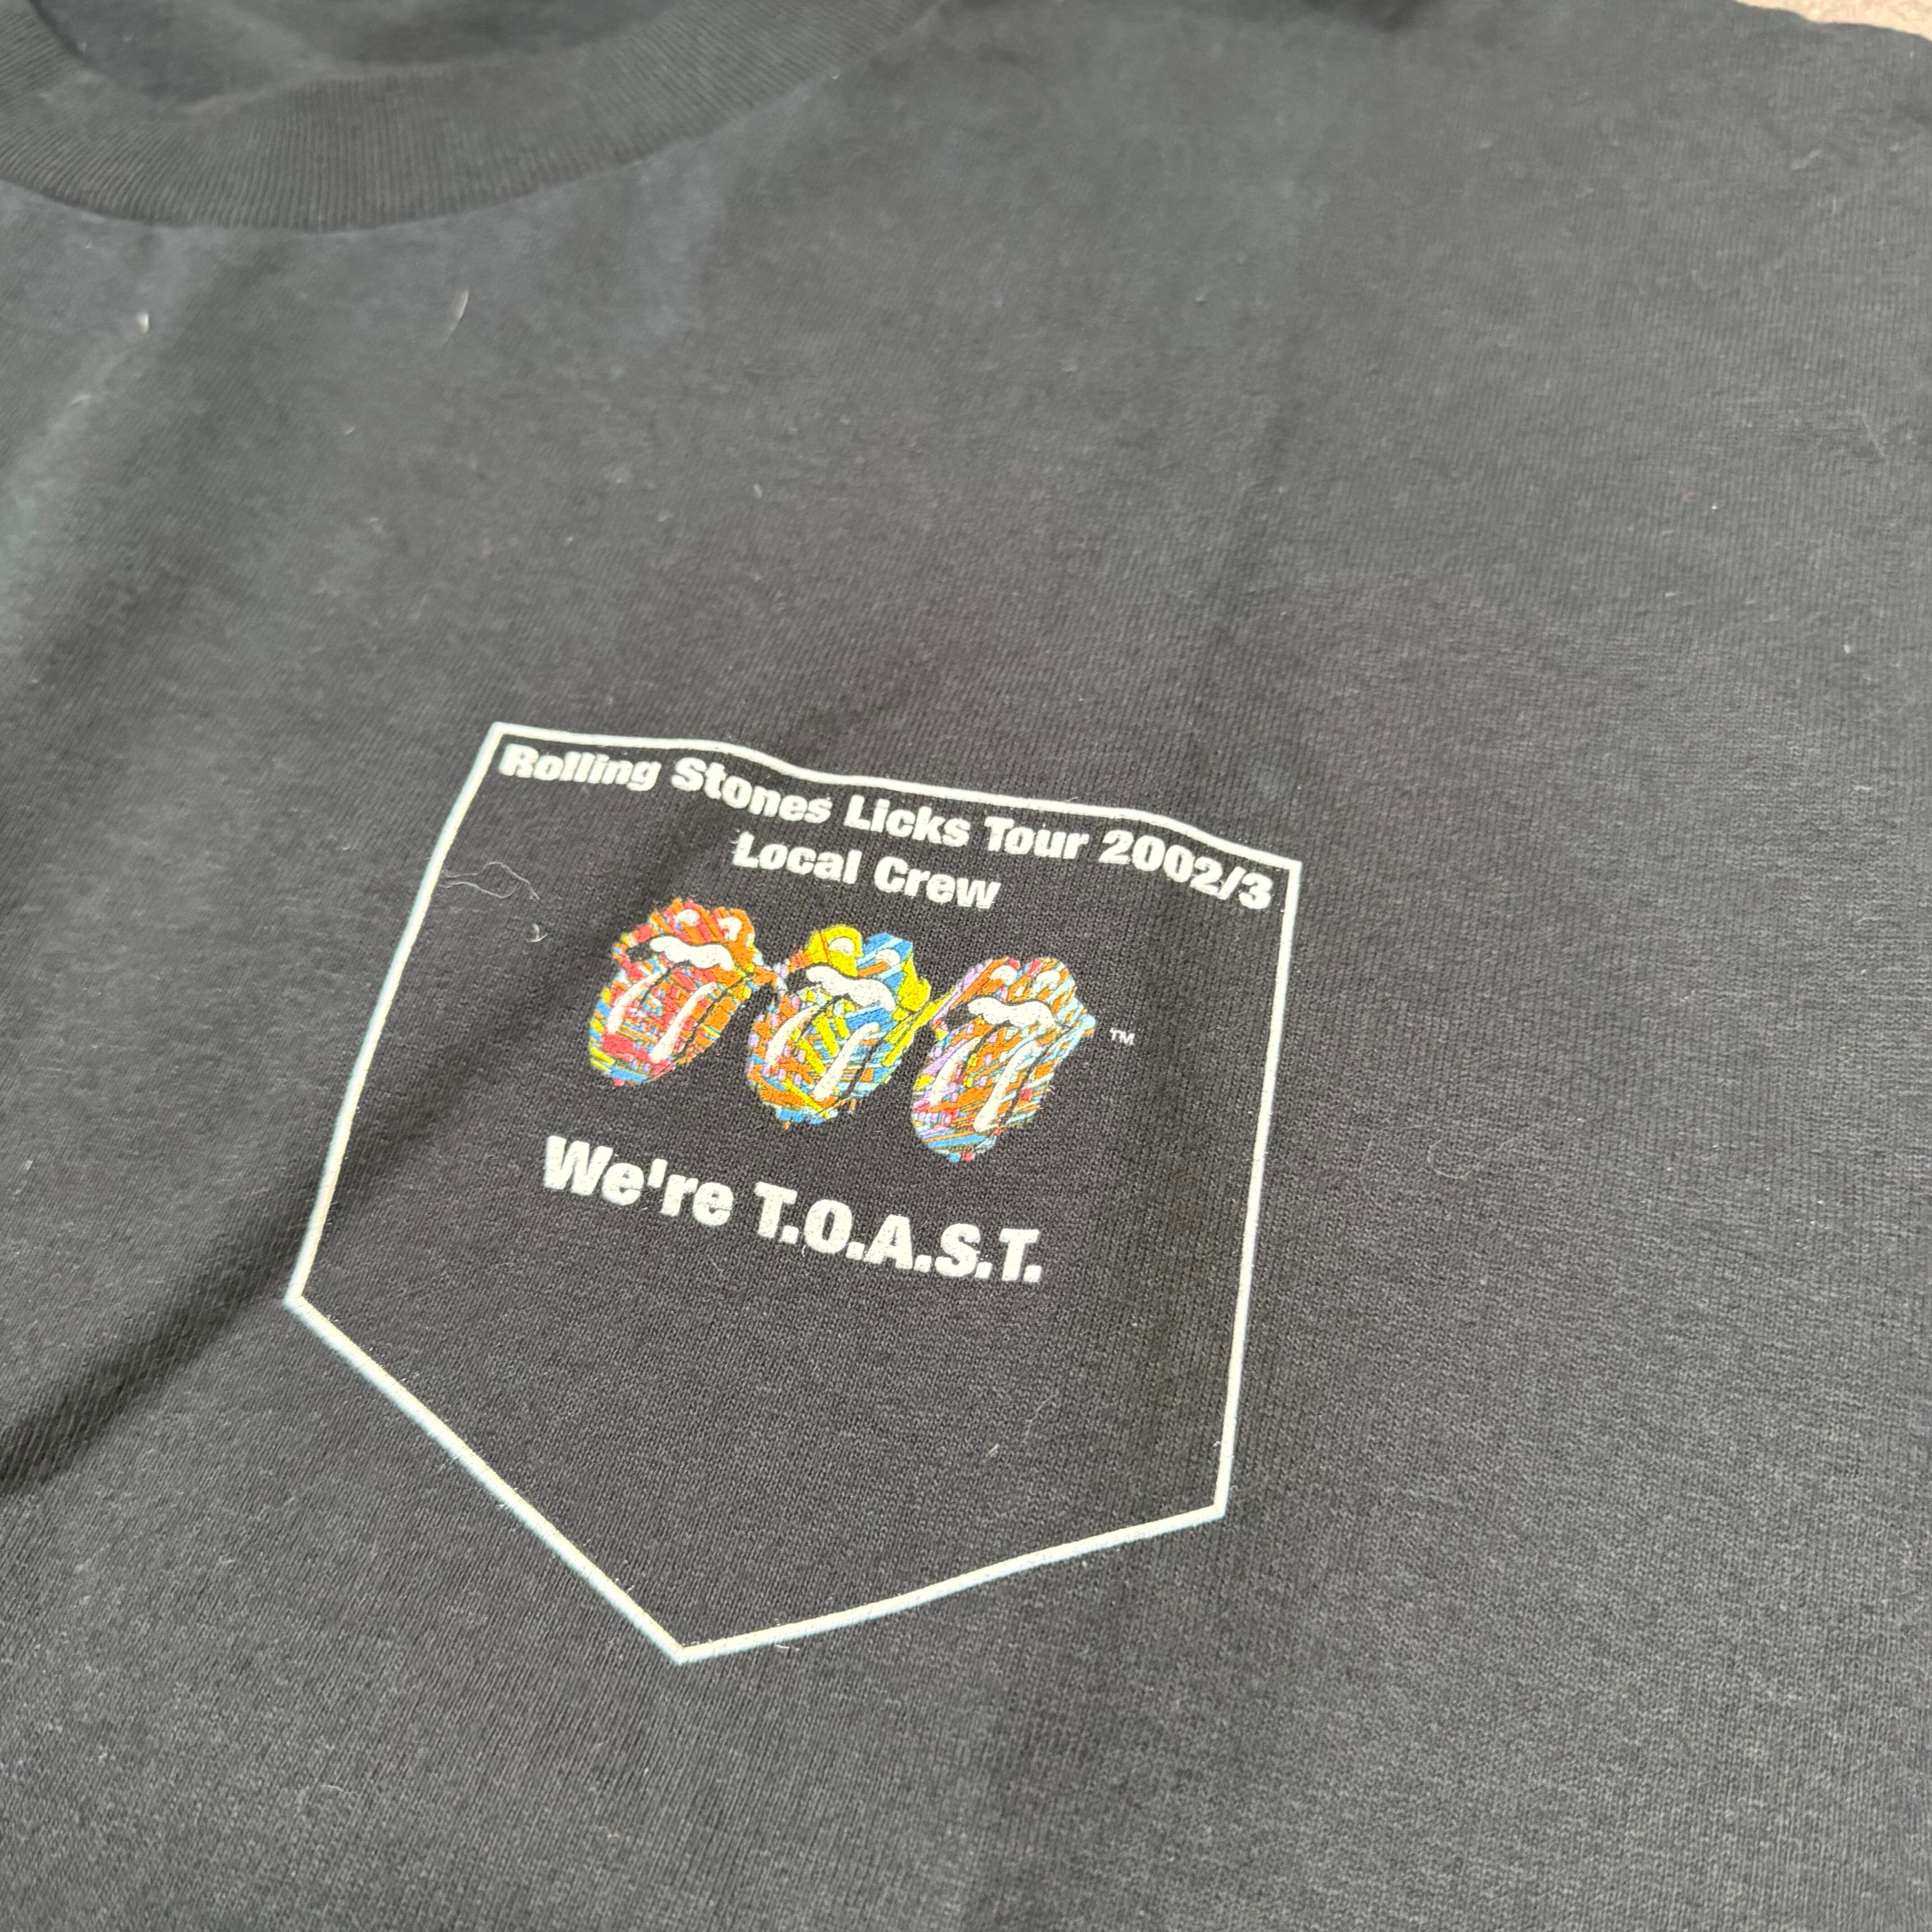 Rolling Stones Licks Tour 2002/3
Local Crew
TM
We're T.O.A.S.T.